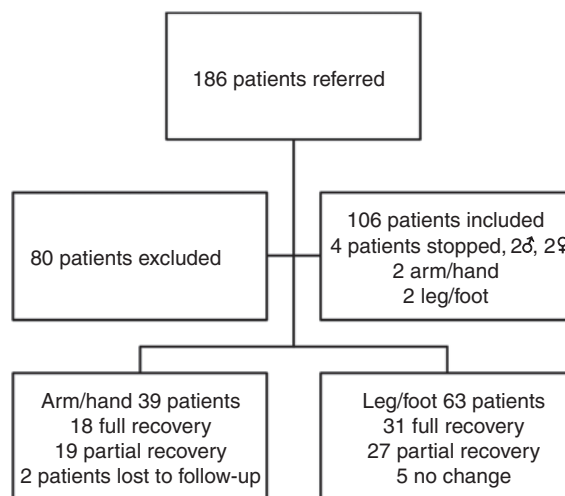 186 patients referred
80 patients excluded
106 patients included
4 patients stopped, 2♂, 2♀
2 arm/hand
2 leg/foot
Arm/hand 39 patients
18 full recovery
19 partial recovery
2 patients lost to follow-up
Leg/foot 63 patients
31 full recovery
27 partial recovery
5 no change